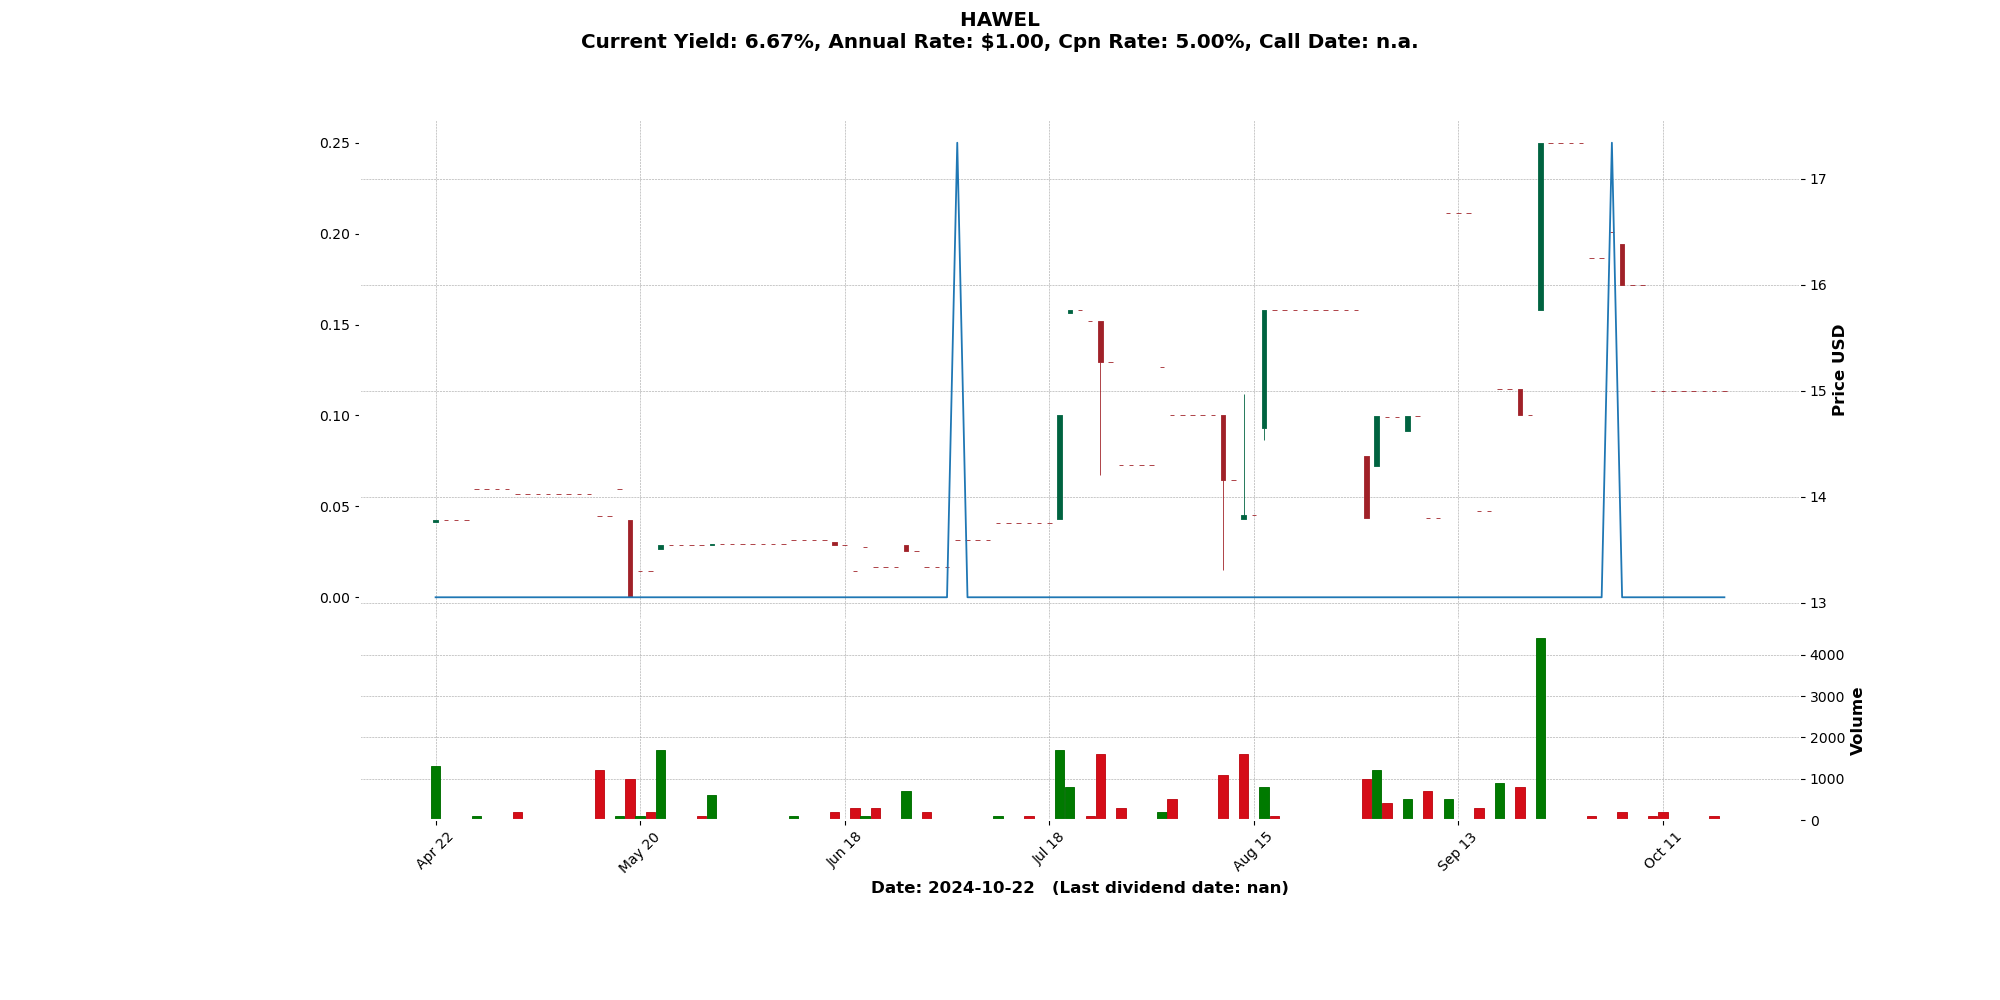 HAWEL
Current Yield: 6.67%, Annual Rate: $1.00, Cpn Rate: 5.00%, Call Date: n.a.
0.25
0.20
0.15
0.10
0.05
0.00
17
16
15
14
13
Price USD
4000
3000
2000
1000
0
Volume
Apr 22
May 20
Jun 18
Jul 18
Aug 15
Sep 13
Oct 11
Date: 2024-10-22 (Last dividend date: nan)